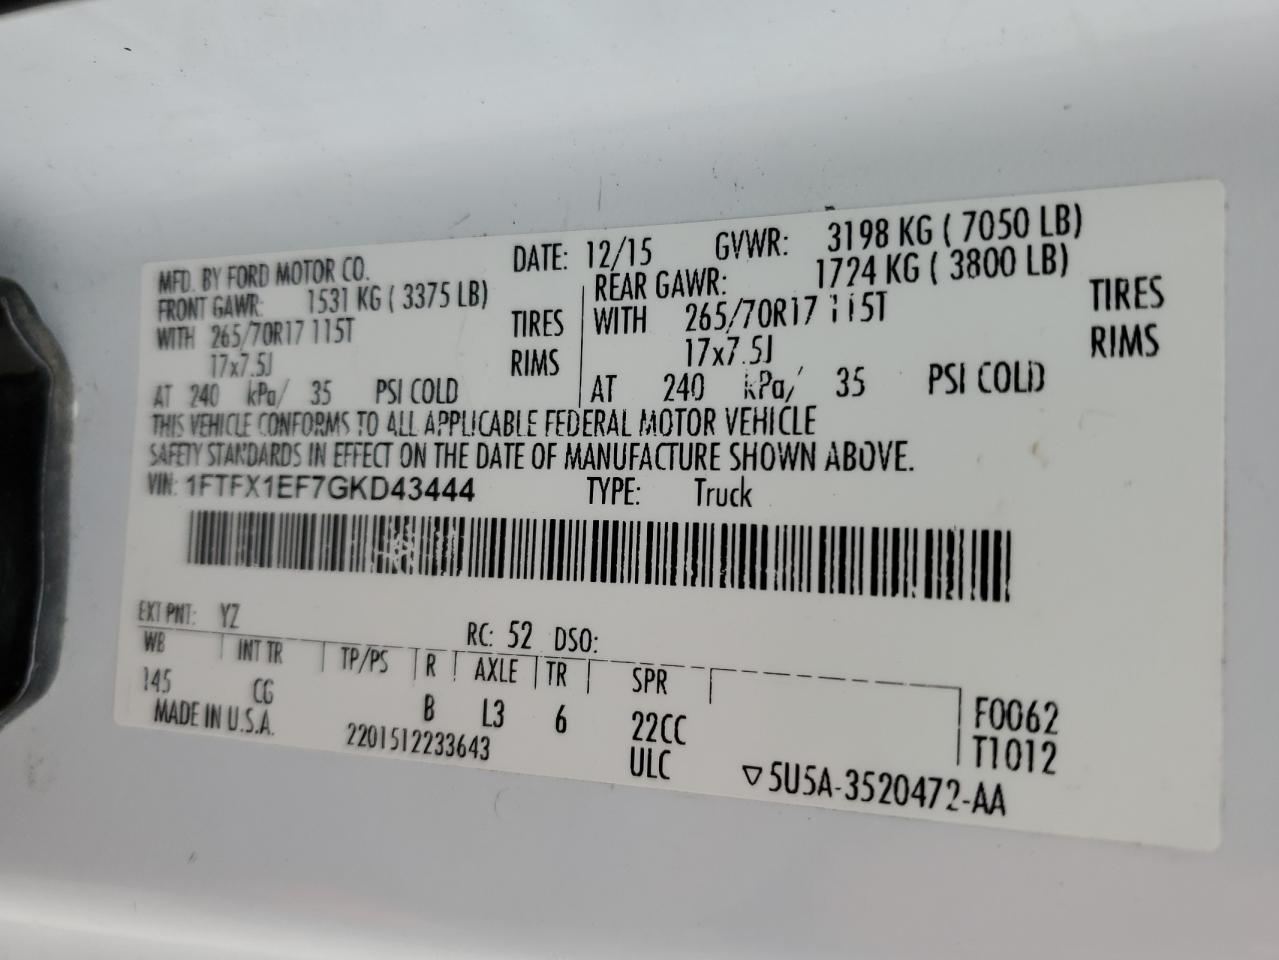 MFD. BY FORD MOTOR CO. DATE: 12/15 GVWR: 3198 KG ( 7050 LB)
FRONT GAWR: 1531 KG ( 3375 LB) REAR GAWR: 1724 KG ( 3800 LB)
WITH 265/70R17 115T TIRES WITH 265/70R17 115T TIRES
17x7.5J RIMS 17x7.5J RIMS
AT 240 kPa/ 35 PSI COLD AT 240 kPa/ 35 PSI COLD
THIS VEHICLE CONFORMS TO ALL APPLICABLE FEDERAL MOTOR VEHICLE
SAFETY STANDARDS IN EFFECT ON THE DATE OF MANUFACTURE SHOWN ABOVE.
VIN: 1FTFX1EF7GKD43444 TYPE: Truck
EXT PNT: YZ RC: 52 DSO:
WB INT TR TP/PS R AXLE TR SPR
145 CG B L3 6 22CC F0062
MADE IN U.S.A. 2201512233643 ULC T1012
▽5U5A-3520472-AA